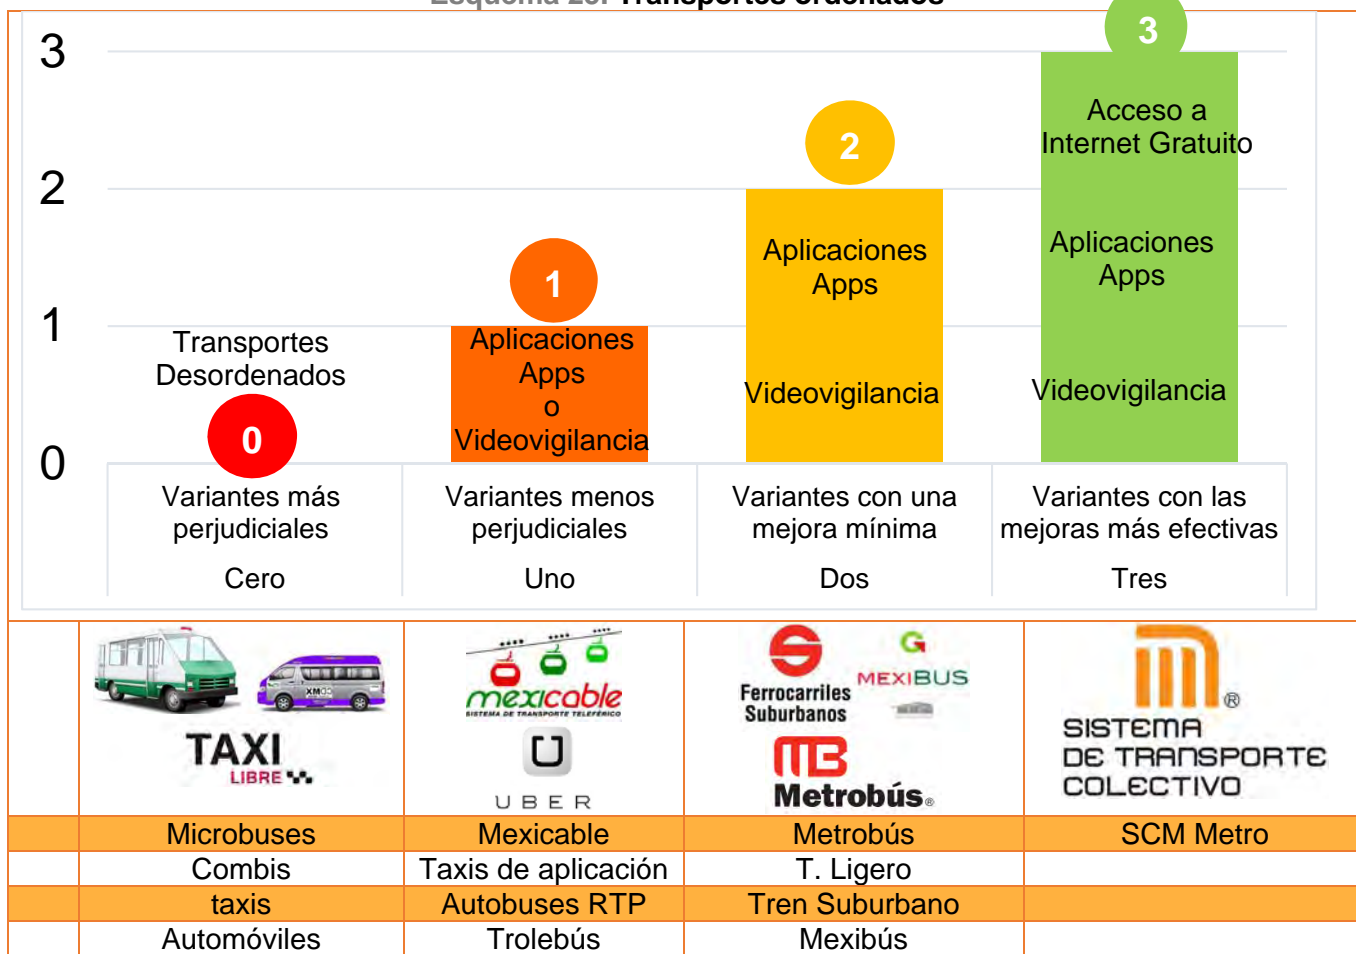 Esquema 25. Transportes ordenados
3
2
1
0
3
2
1
0
Transportes
Desordenados
Aplicaciones
Apps
o
Videovigilancia
Aplicaciones
Apps
Videovigilancia
Acceso a
Internet Gratuito
Aplicaciones
Apps
Videovigilancia
Variantes más
perjudiciales
Variantes menos
perjudiciales
Variantes con una
mejora mínima
Variantes con las
mejoras más efectivas
Cero
Uno
Dos
Tres
TAXI
LIBRE
mexicable
SISTEMA DE TRANSPORTE TELEFÉRICO
UBER
Ferrocarriles
Suburbanos
MEXIBUS
MB
Metrobús®
®
SISTEMA
DE TRANSPORTE
COLECTIVO
Microbuses Mexicable Metrobús SCM Metro
Combis Taxis de aplicación T. Ligero
taxis Autobuses RTP Tren Suburbano
Automóviles Trolebús Mexibús